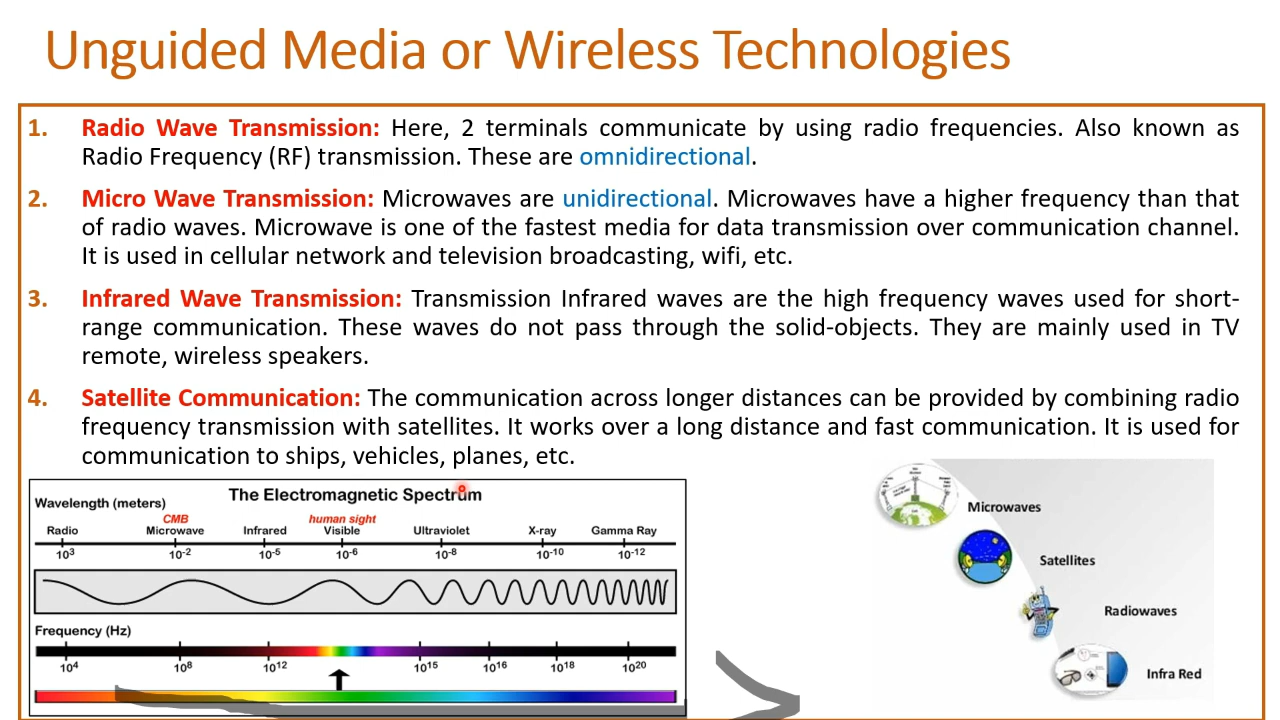 Unguided Media or Wireless Technologies
1. Radio Wave Transmission: Here, 2 terminals communicate by using radio frequencies. Also known as
Radio Frequency (RF) transmission. These are omnidirectional.
2. Micro Wave Transmission: Microwaves are unidirectional. Microwaves have a higher frequency than that
of radio waves. Microwave is one of the fastest media for data transmission over communication channel.
It is used in cellular network and television broadcasting, wifi, etc.
3. Infrared Wave Transmission: Transmission Infrared waves are the high frequency waves used for short-
range communication. These waves do not pass through the solid-objects. They are mainly used in TV
remote, wireless speakers.
4. Satellite Communication: The communication across longer distances can be provided by combining radio
frequency transmission with satellites. It works over a long distance and fast communication. It is used for
communication to ships, vehicles, planes, etc.
The Electromagnetic Spectrum
Wavelength (meters)
CMB human sight
Radio Microwave Infrared Visible Ultraviolet X-ray Gamma Ray
10³ 10⁻² 10⁻⁵ 10⁻⁶ 10⁻⁸ 10⁻¹⁰ 10⁻¹²
Frequency (Hz)
10⁴ 10⁸ 10¹² 10¹⁵ 10¹⁶ 10¹⁸ 10²⁰
Microwaves
Satellites
Radiowaves
Infra Red